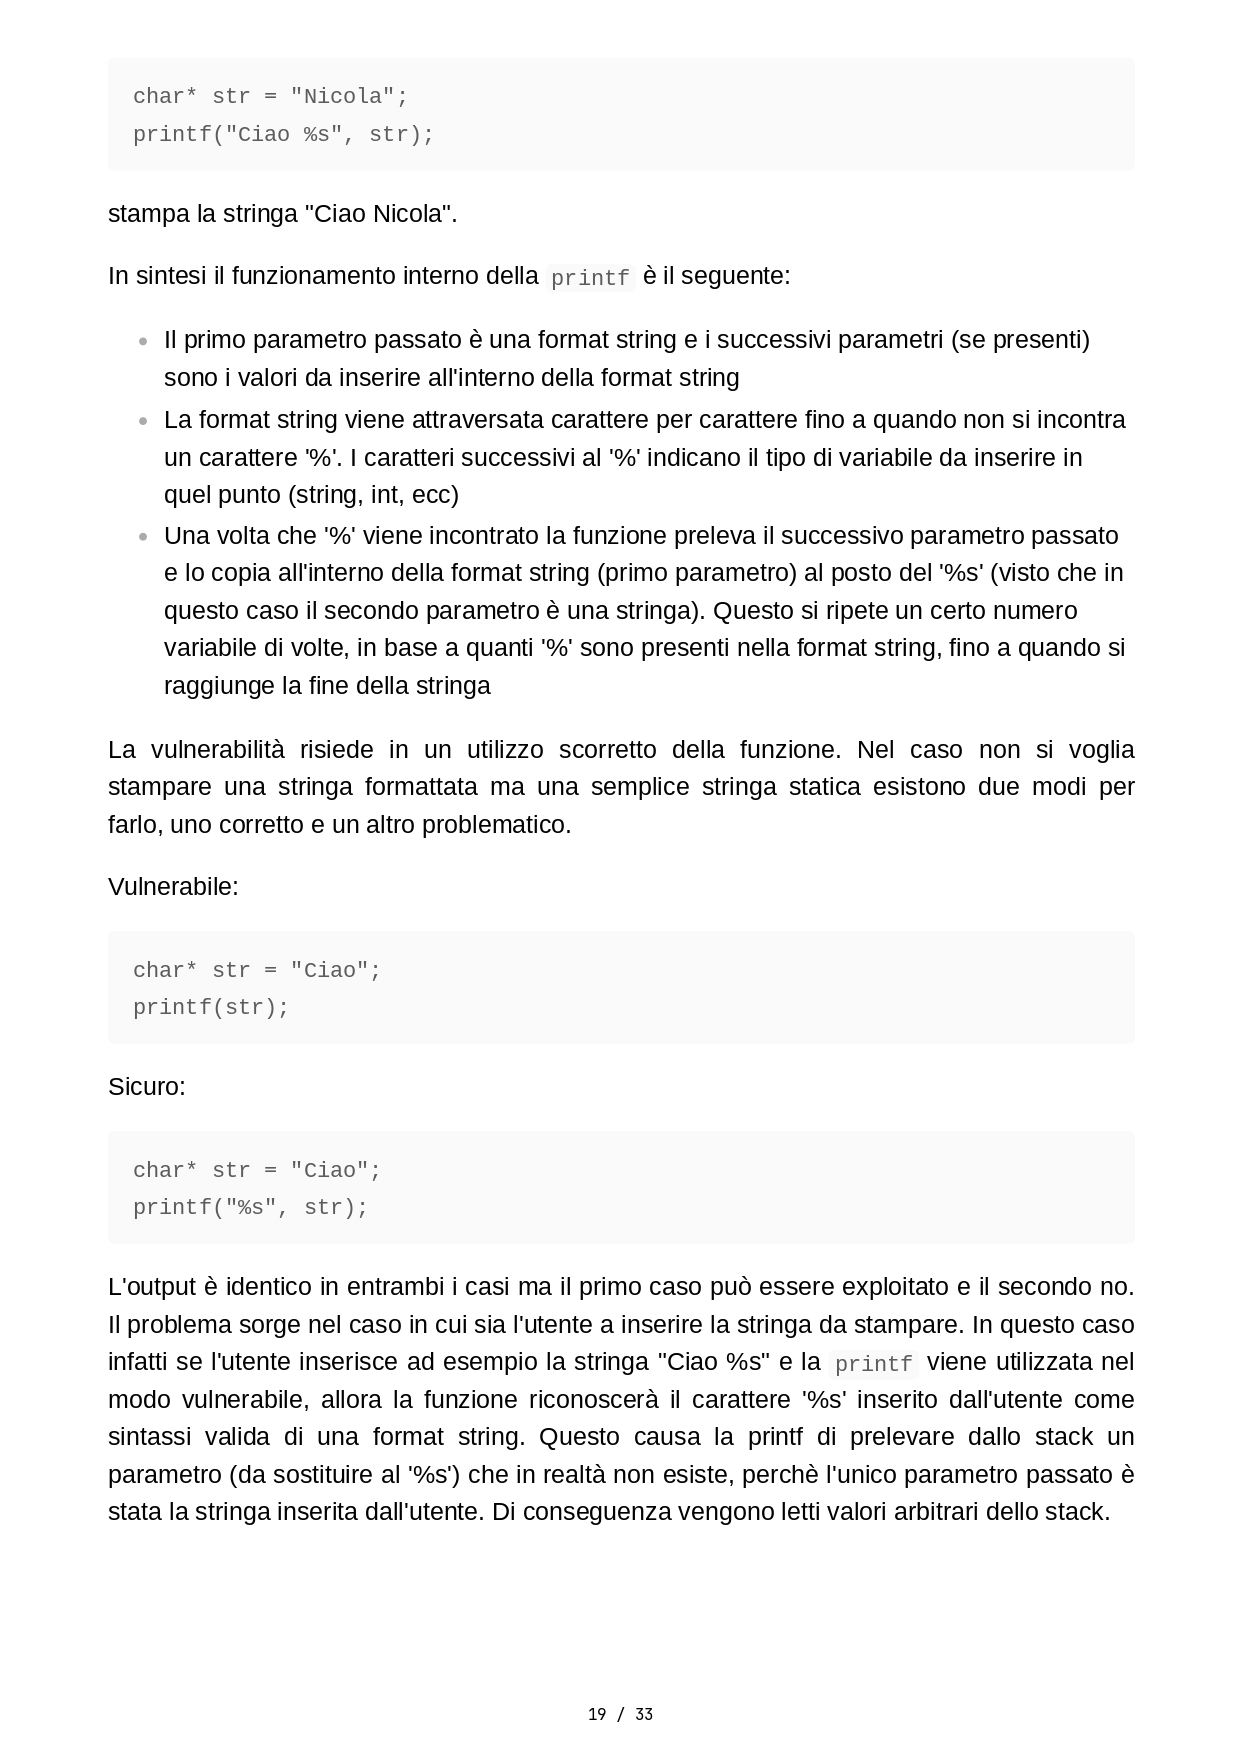 char* str = "Nicola";
printf("Ciao %s", str);
stampa la stringa "Ciao Nicola".
In sintesi il funzionamento interno della printf è il seguente:
Il primo parametro passato è una format string e i successivi parametri (se presenti)
sono i valori da inserire all'interno della format string
La format string viene attraversata carattere per carattere fino a quando non si incontra
un carattere '%'. I caratteri successivi al '%' indicano il tipo di variabile da inserire in
quel punto (string, int, ecc)
Una volta che '%' viene incontrato la funzione preleva il successivo parametro passato
e lo copia all'interno della format string (primo parametro) al posto del '%s' (visto che in
questo caso il secondo parametro è una stringa). Questo si ripete un certo numero
variabile di volte, in base a quanti '%' sono presenti nella format string, fino a quando si
raggiunge la fine della stringa
La vulnerabilità risiede in un utilizzo scorretto della funzione. Nel caso non si voglia
stampare una stringa formattata ma una semplice stringa statica esistono due modi per
farlo, uno corretto e un altro problematico.
Vulnerabile:
char* str = "Ciao";
printf(str);
Sicuro:
char* str = "Ciao";
printf("%s", str);
L'output è identico in entrambi i casi ma il primo caso può essere exploitato e il secondo no.
Il problema sorge nel caso in cui sia l'utente a inserire la stringa da stampare. In questo caso
infatti se l'utente inserisce ad esempio la stringa "Ciao %s" e la printf viene utilizzata nel
modo vulnerabile, allora la funzione riconoscerà il carattere '%s' inserito dall'utente come
sintassi valida di una format string. Questo causa la printf di prelevare dallo stack un
parametro (da sostituire al '%s') che in realtà non esiste, perchè l'unico parametro passato è
stata la stringa inserita dall'utente. Di conseguenza vengono letti valori arbitrari dello stack.
19 / 33